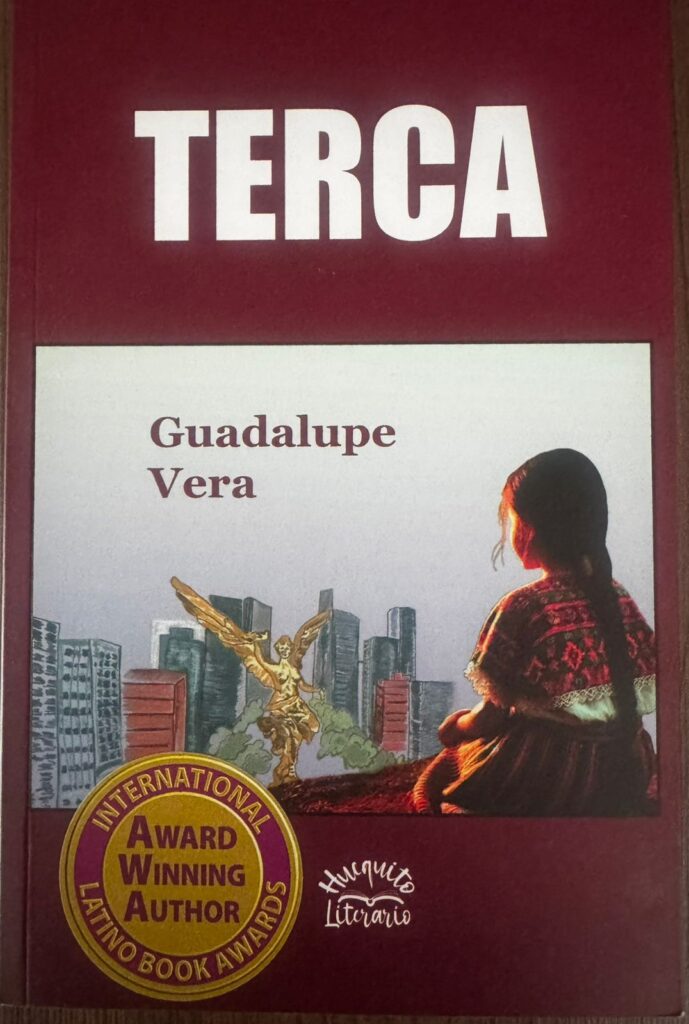 TERCA
Guadalupe
Vera
INTERNATIONAL
AWARD
WINNING
AUTHOR
LATINO BOOK AWARDS
Huequito
Literario